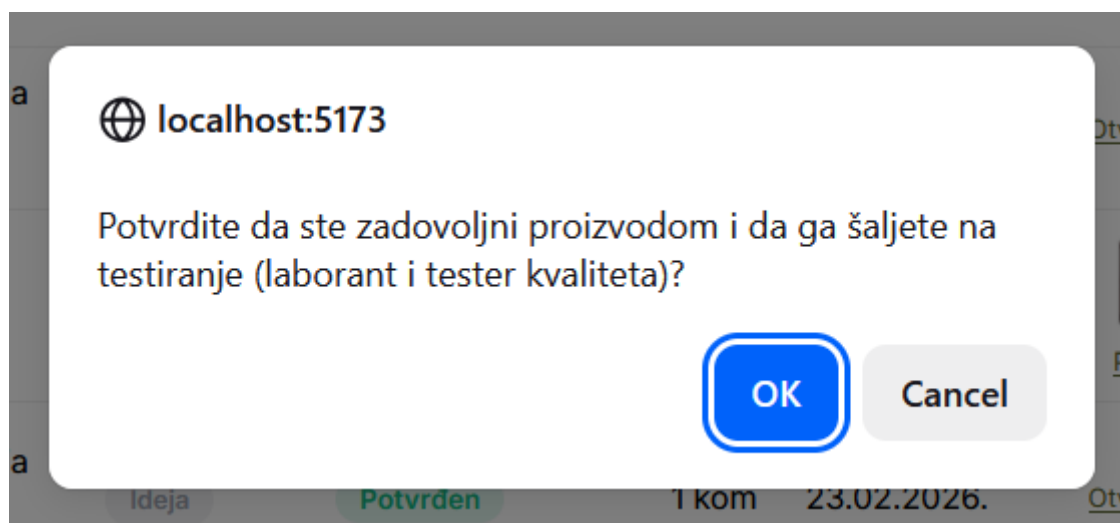 a
localhost:5173
Potvrdite da ste zadovoljni proizvodom i da ga šaljete na
testiranje (laborant i tester kvaliteta)?
OK Cancel
a
Ideja Potvrđen 1 kom 23.02.2026.